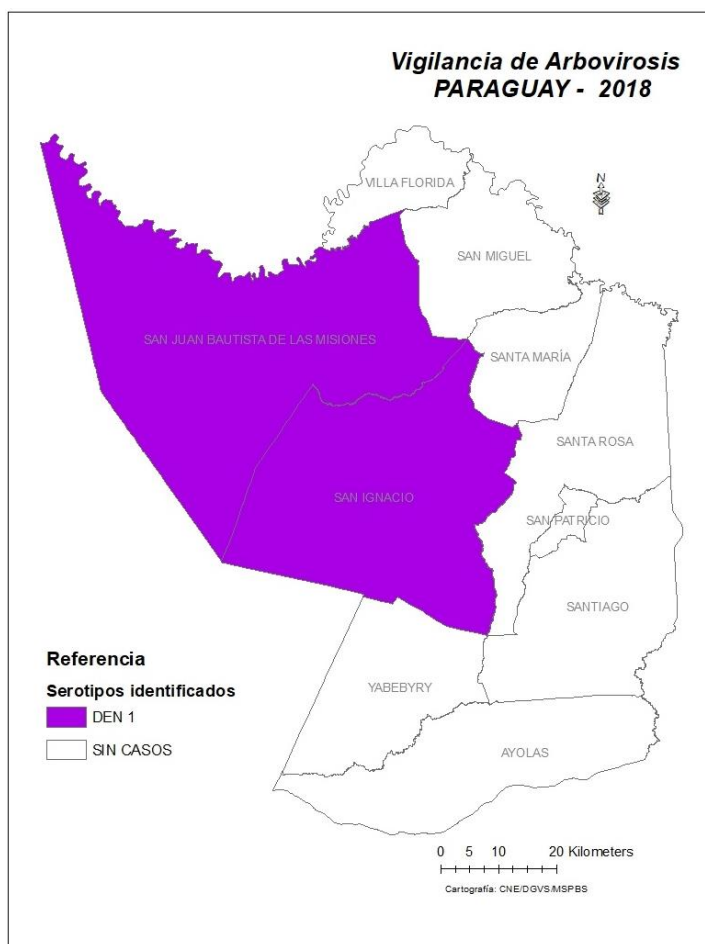 Vigilancia de Arbovirosis
PARAGUAY - 2018
N
VILLA FLORIDA
SAN MIGUEL
SAN JUAN BAUTISTA DE LAS MISIONES
SANTA MARÍA
SANTA ROSA
SAN IGNACIO
SAN PATRICIO
SANTIAGO
YABEBYRY
AYOLAS
Referencia
Serotipos identificados
DEN 1
SIN CASOS
0 5 10 20 Kilometers
Cartografía: CNE/DGVS/MSPBS